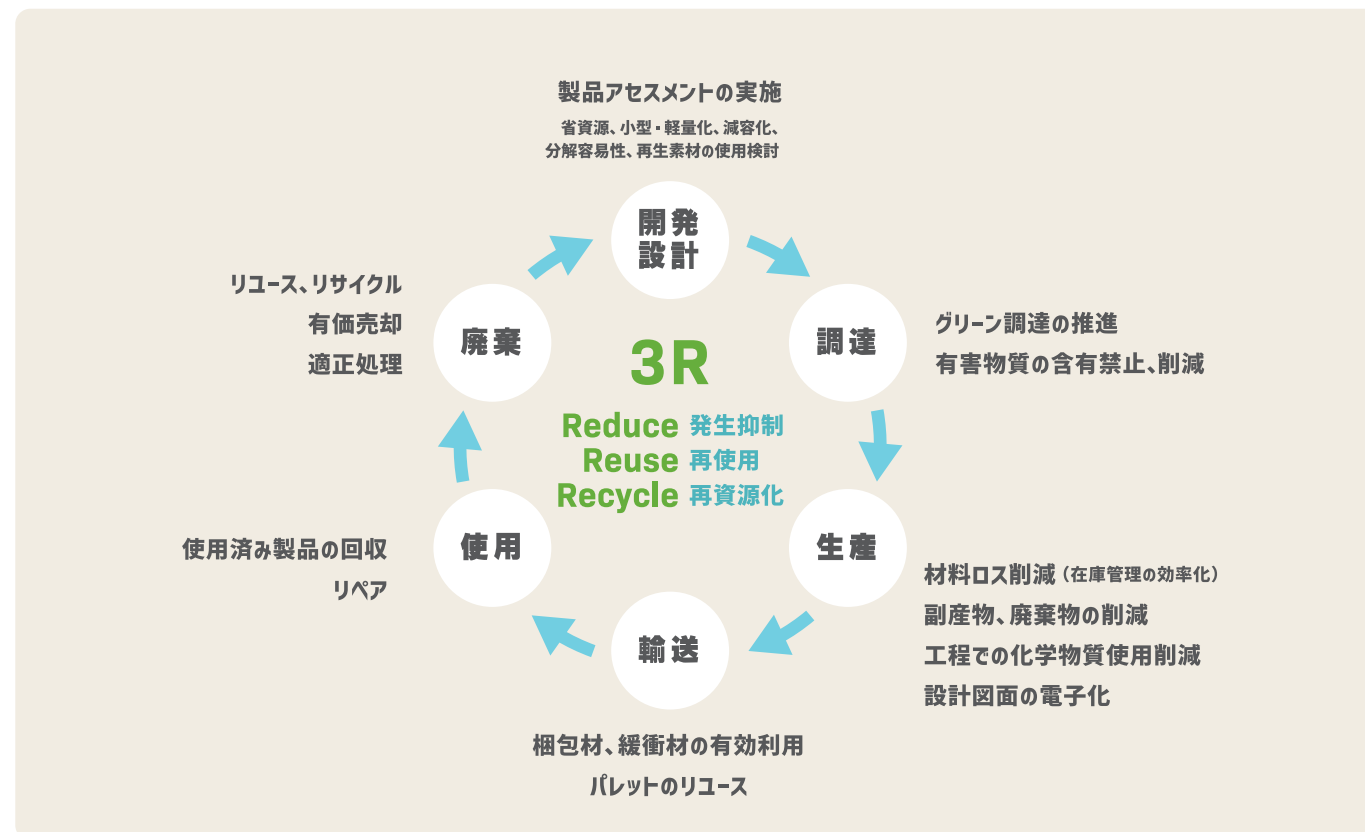 製品アセスメントの実施
省資源、小型・軽量化、減容化、
分解容易性、再生素材の使用検討
開発
設計
調達
グリーン調達の推進
有害物質の含有禁止、削減
生産
材料ロス削減（在庫管理の効率化）
副産物、廃棄物の削減
工程での化学物質使用削減
設計図面の電子化
輸送
梱包材、緩衝材の有効利用
パレットのリユース
使用
使用済み製品の回収
リペア
廃棄
リユース、リサイクル
有価売却
適正処理
3R
Reduce 発生抑制
Reuse 再使用
Recycle 再資源化